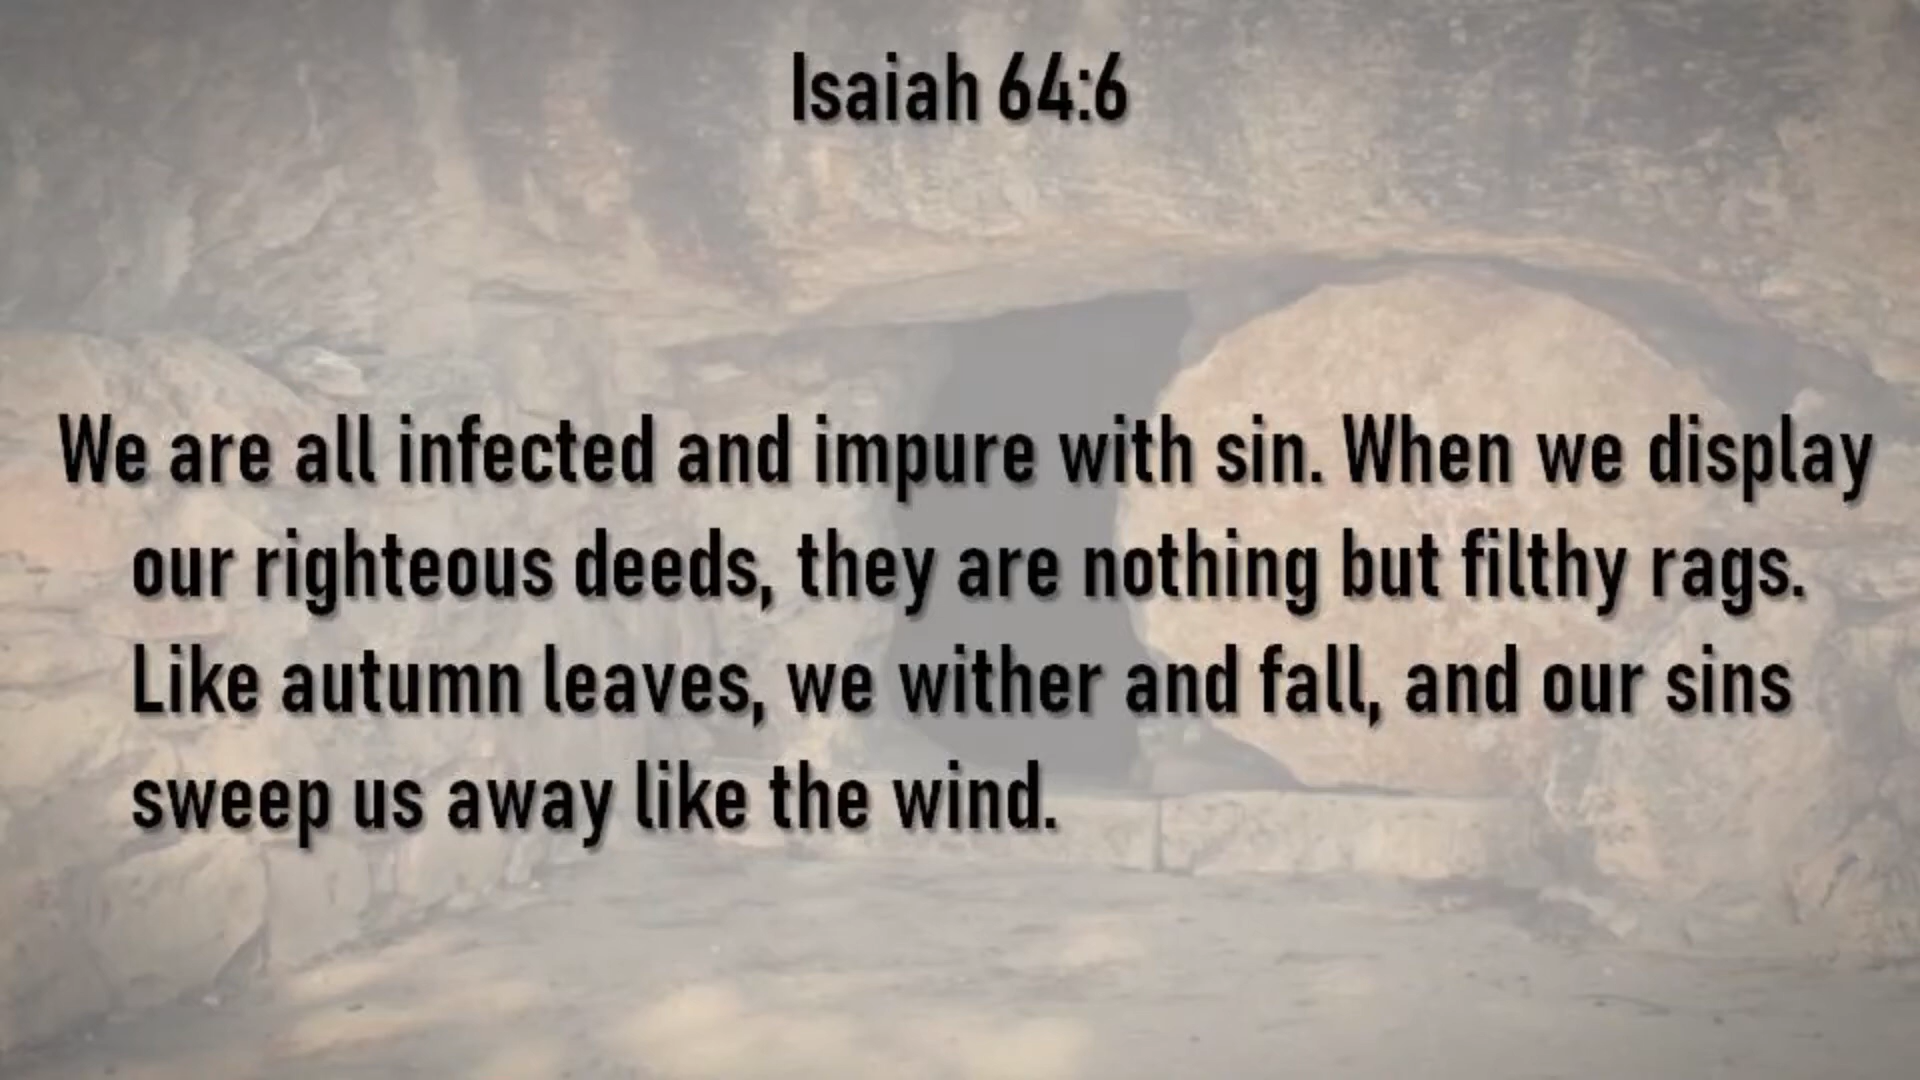 Isaiah 64:6
We are all infected and impure with sin. When we display
our righteous deeds, they are nothing but filthy rags.
Like autumn leaves, we wither and fall, and our sins
sweep us away like the wind.